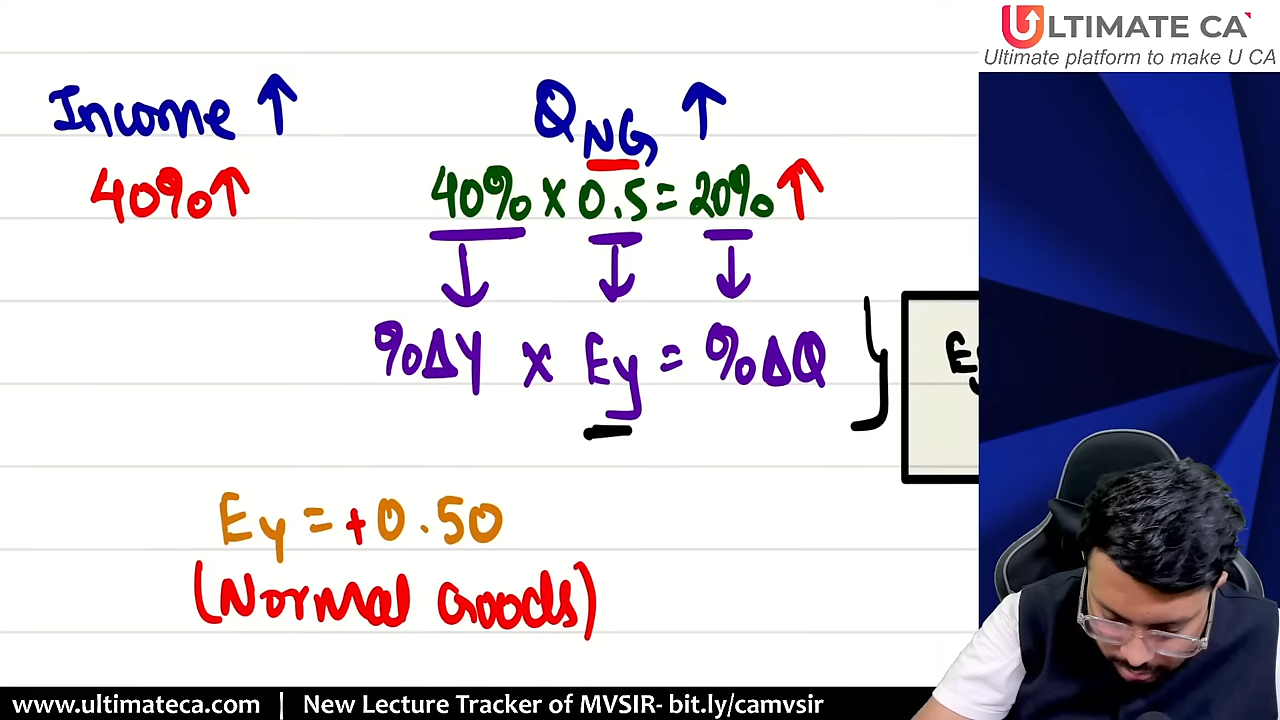 ULTIMATE CA
Ultimate platform to make U CA
Income ↑
Q NG ↑
40% ↑
40% x 0.5 = 20% ↑
%ΔY x Ey = %ΔQ
Ey = +0.50
(Normal Goods)
www.ultimateca.com | New Lecture Tracker of MVSIR- bit.ly/camvsir